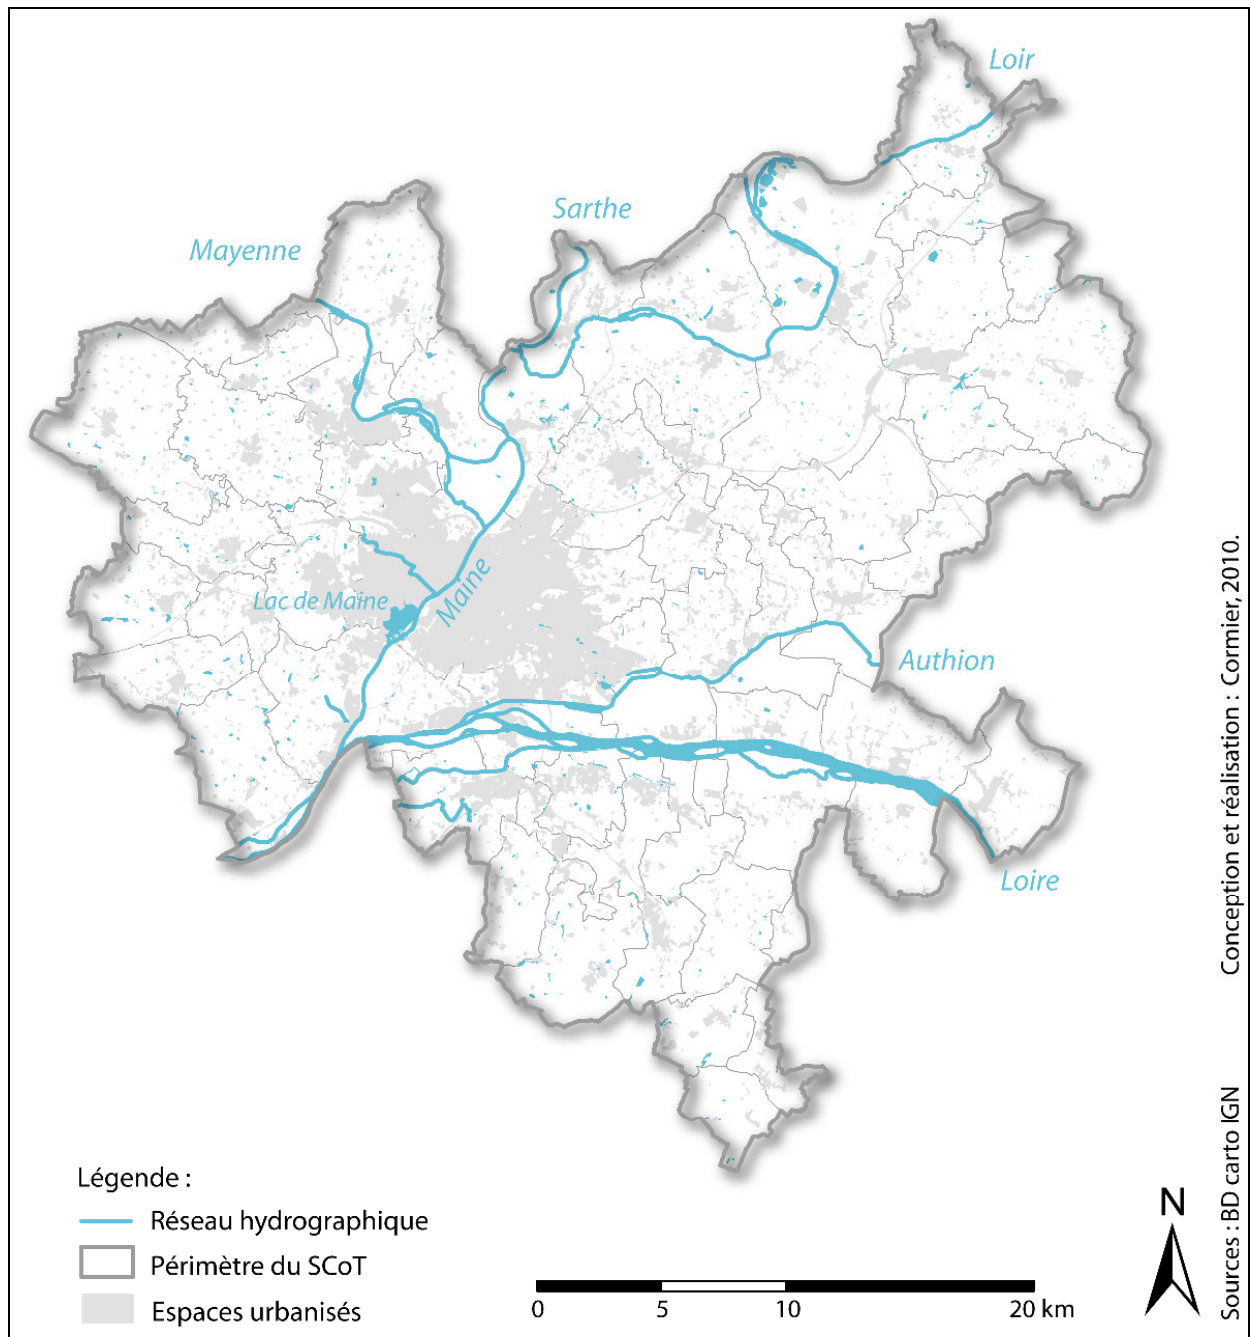 Loir
Sarthe
Mayenne
Maine
Lac de Maine
Authion
Loire
Légende :
Réseau hydrographique
Périmètre du SCoT
Espaces urbanisés
0 5 10 20 km
N
Conception et réalisation : Cormier, 2010.
Sources : BD carto IGN